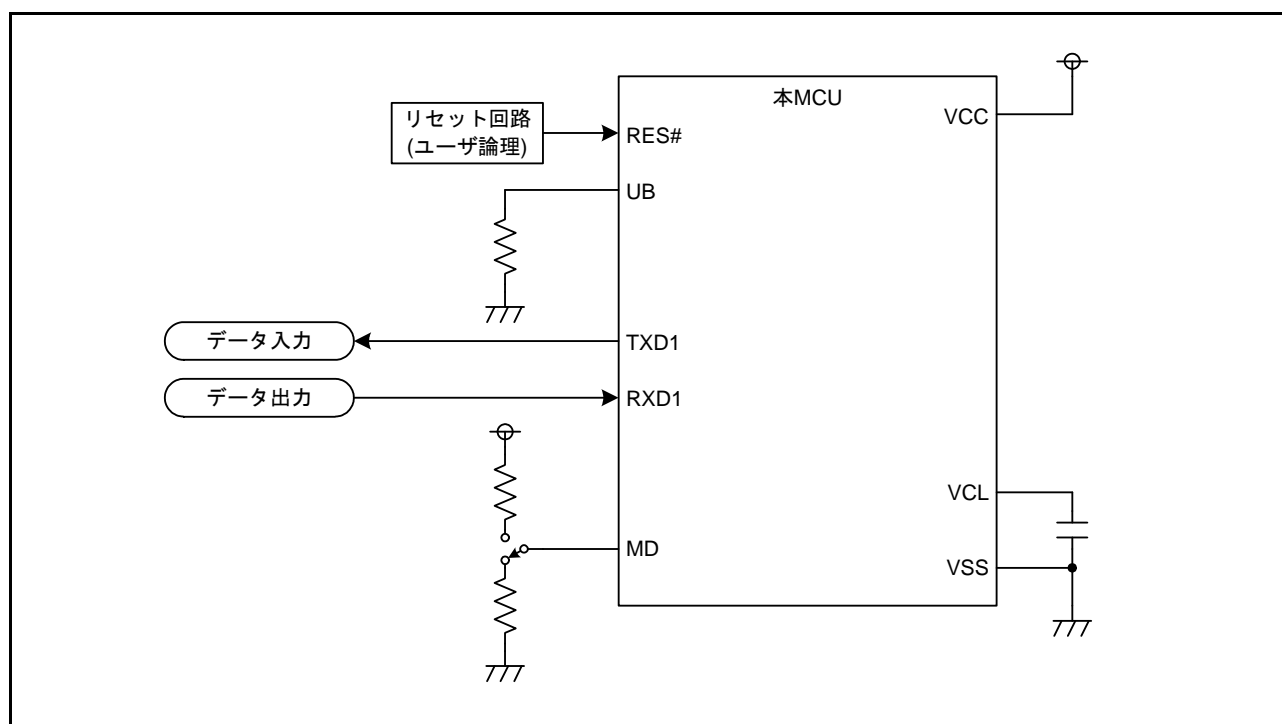 本MCU
VCC
リセット回路
(ユーザ論理)
RES#
UB
データ入力
TXD1
データ出力
RXD1
VCL
MD
VSS